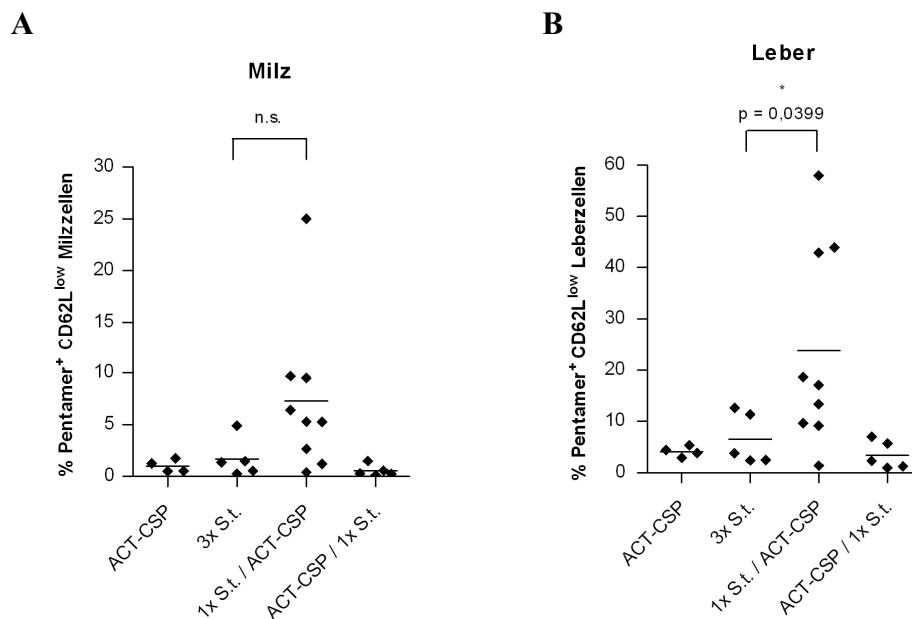 A
Milz
n.s.
% Pentamer⁺ CD62Lˡᵒʷ Milzzellen
30
25
20
15
10
5
0
ACT-CSP
3x S.t.
1x S.t. / ACT-CSP
ACT-CSP / 1x S.t.
B
Leber
*
p = 0,0399
% Pentamer⁺ CD62Lˡᵒʷ Leberzellen
60
50
40
30
20
10
0
ACT-CSP
3x S.t.
1x S.t. / ACT-CSP
ACT-CSP / 1x S.t.